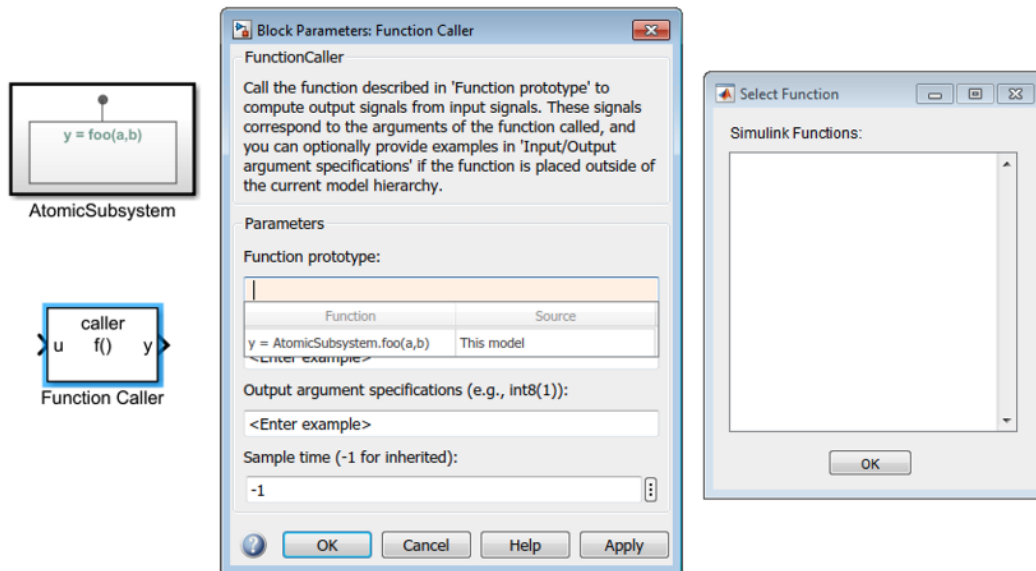 y = foo(a,b)
AtomicSubsystem
caller
u f() y
Function Caller
Block Parameters: Function Caller
FunctionCaller
Call the function described in 'Function prototype' to
compute output signals from input signals. These signals
correspond to the arguments of the function called, and
you can optionally provide examples in 'Input/Output
argument specifications' if the function is placed outside of
the current model hierarchy.
Parameters
Function prototype:
Function Source
y = AtomicSubsystem.foo(a,b) This model
<Enter example>
Output argument specifications (e.g., int8(1)):
<Enter example>
Sample time (-1 for inherited):
-1
? OK Cancel Help Apply
Select Function
Simulink Functions:
OK